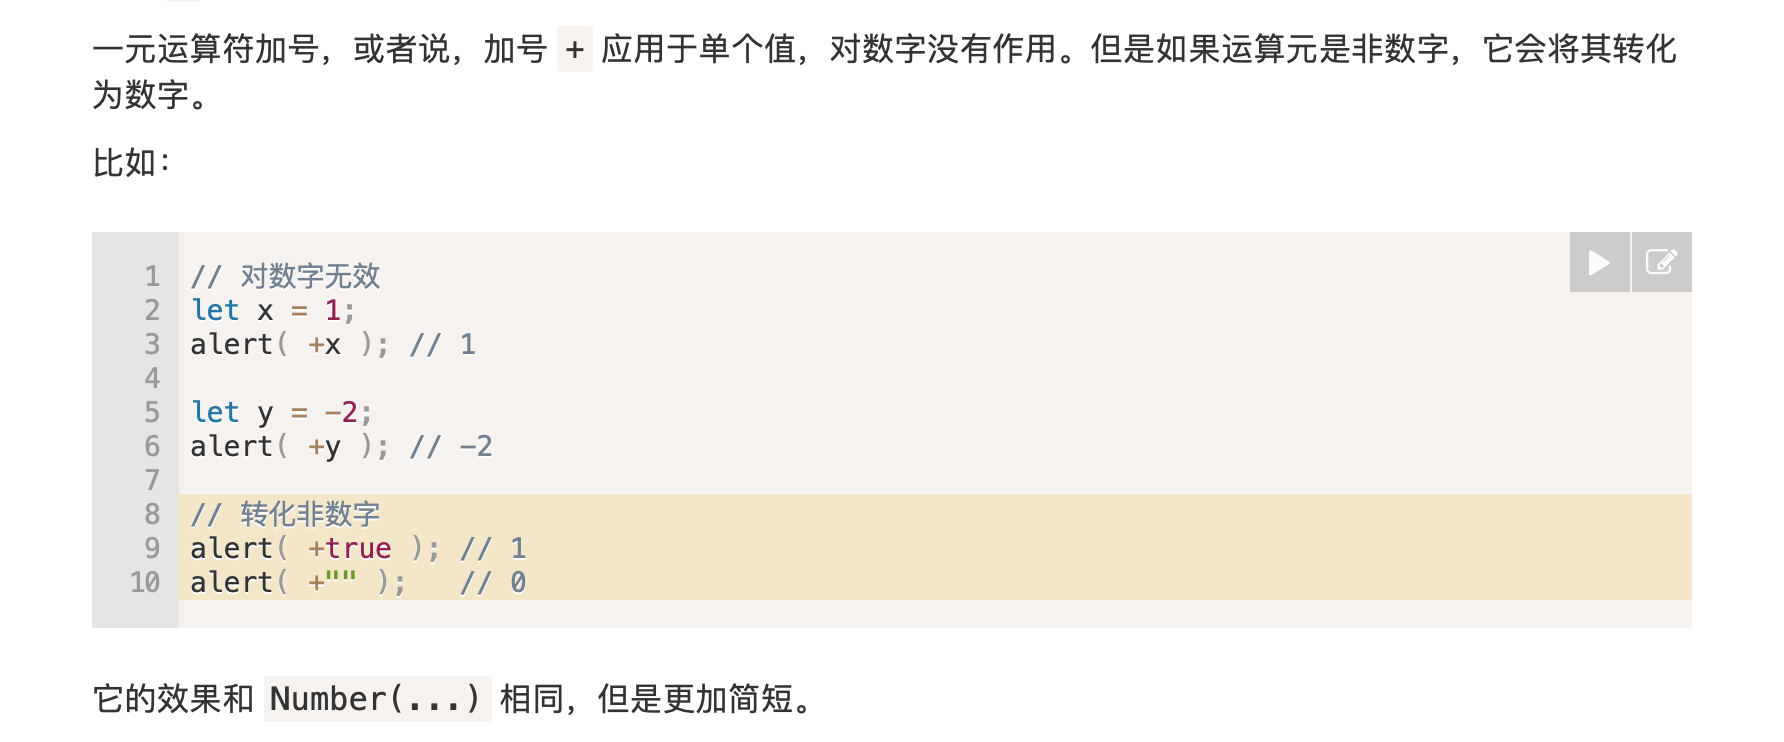 一元运算符加号，或者说，加号 + 应用于单个值，对数字没有作用。但是如果运算元是非数字，它会将其转化
为数字。
比如：
1 // 对数字无效
2 let x = 1;
3 alert( +x ); // 1
4
5 let y = -2;
6 alert( +y ); // -2
7
8 // 转化非数字
9 alert( +true ); // 1
10 alert( +"" );   // 0
它的效果和 Number(...) 相同，但是更加简短。